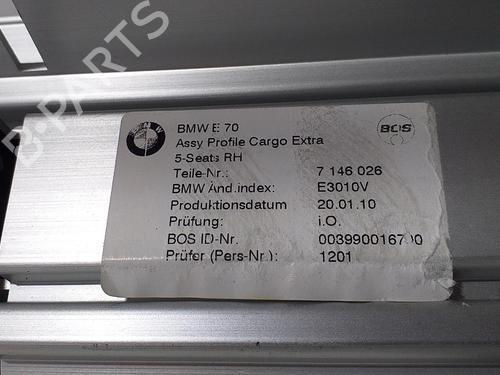 B-PARTS
BMW
BMW E 70
BOS
Assy Profile Cargo Extra
5-Seats RH
Teile-Nr.: 7 146 026
BMW Änd.index: E3010V
Produktionsdatum 20.01.10
Prüfung: i.O.
BOS ID-Nr.
Prüfer (Pers-Nr.): 1201